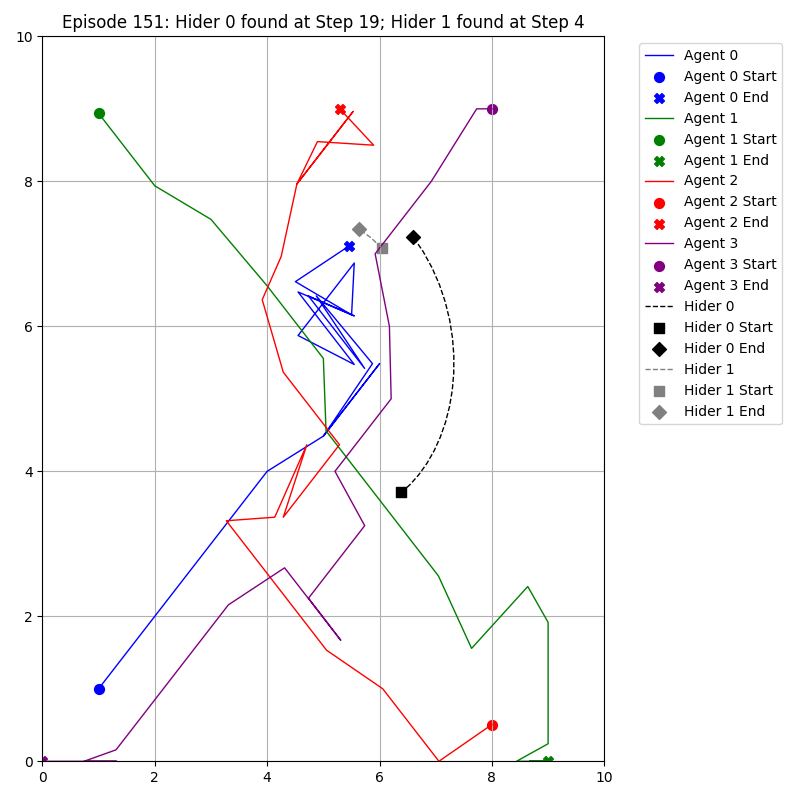 Episode 151: Hider 0 found at Step 19; Hider 1 found at Step 4
10
8
6
4
2
0
0
2
4
6
8
10
Agent 0
Agent 0 Start
Agent 0 End
Agent 1
Agent 1 Start
Agent 1 End
Agent 2
Agent 2 Start
Agent 2 End
Agent 3
Agent 3 Start
Agent 3 End
Hider 0
Hider 0 Start
Hider 0 End
Hider 1
Hider 1 Start
Hider 1 End